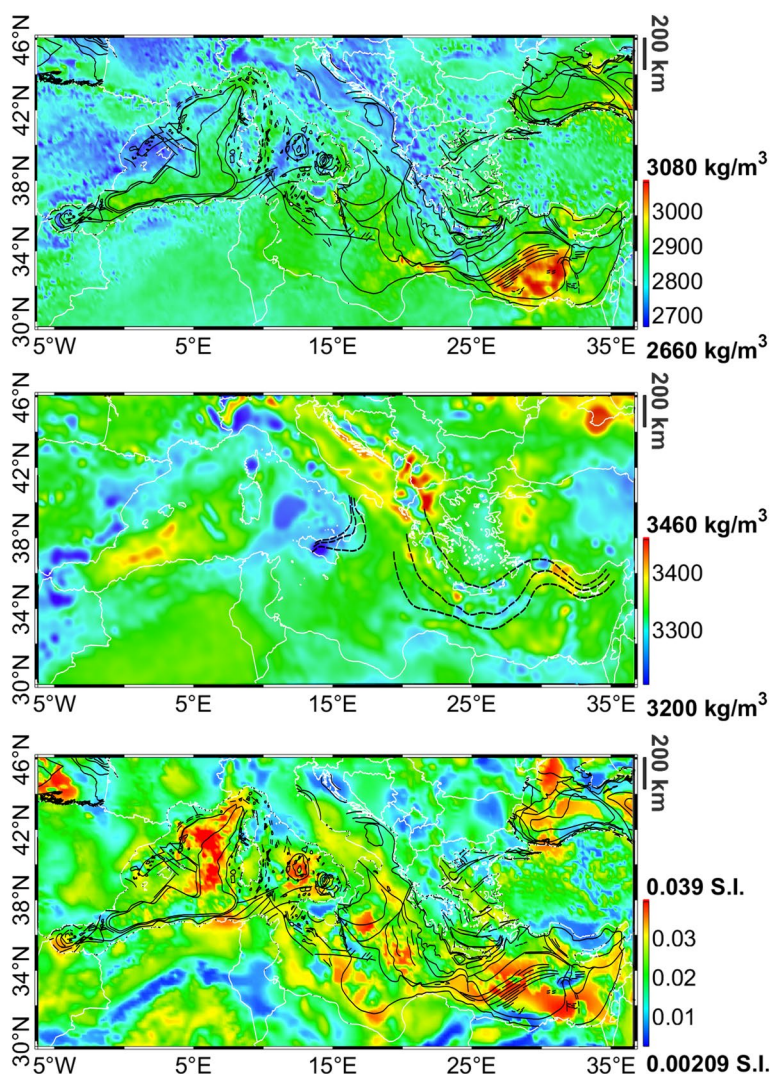 46°N
42°N
38°N
34°N
30°N
5°W
5°E
15°E
25°E
35°E
200 km
3080 kg/m³
3000
2900
2800
2700
2660 kg/m³
46°N
42°N
38°N
34°N
30°N
5°W
5°E
15°E
25°E
35°E
200 km
3460 kg/m³
3400
3300
3200 kg/m³
46°N
42°N
38°N
34°N
30°N
5°W
5°E
15°E
25°E
35°E
200 km
0.039 S.I.
0.03
0.02
0.01
0.00209 S.I.